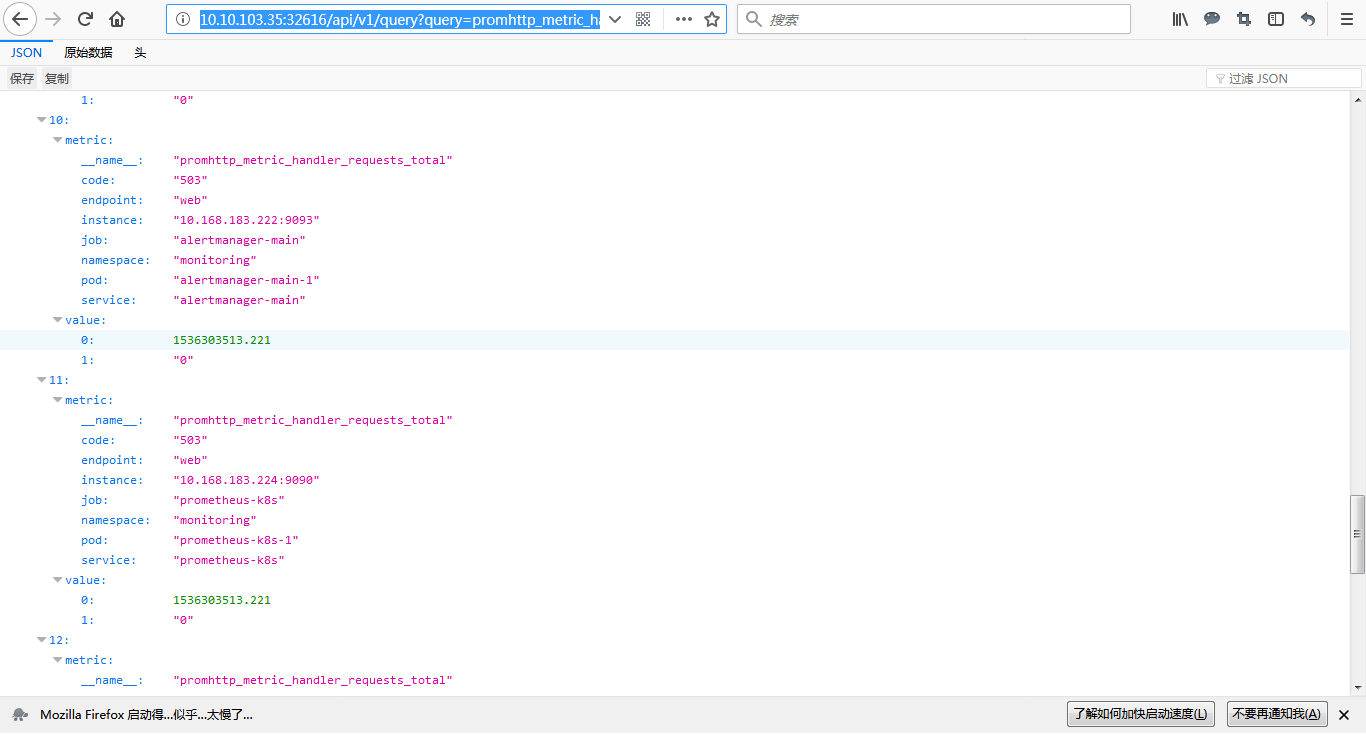 10.10.103.35:32616/api/v1/query?query=promhttp_metric_ha
搜索
JSON 原始数据 头
保存 复制 过滤 JSON
1: "0"
10:
metric:
__name__: "promhttp_metric_handler_requests_total"
code: "503"
endpoint: "web"
instance: "10.168.183.222:9093"
job: "alertmanager-main"
namespace: "monitoring"
pod: "alertmanager-main-1"
service: "alertmanager-main"
value:
0: 1536303513.221
1: "0"
11:
metric:
__name__: "promhttp_metric_handler_requests_total"
code: "503"
endpoint: "web"
instance: "10.168.183.224:9090"
job: "prometheus-k8s"
namespace: "monitoring"
pod: "prometheus-k8s-1"
service: "prometheus-k8s"
value:
0: 1536303513.221
1: "0"
12:
metric:
__name__: "promhttp_metric_handler_requests_total"
Mozilla Firefox 启动得...似乎...太慢了... 了解如何加快启动速度(L) 不要再通知我(A)